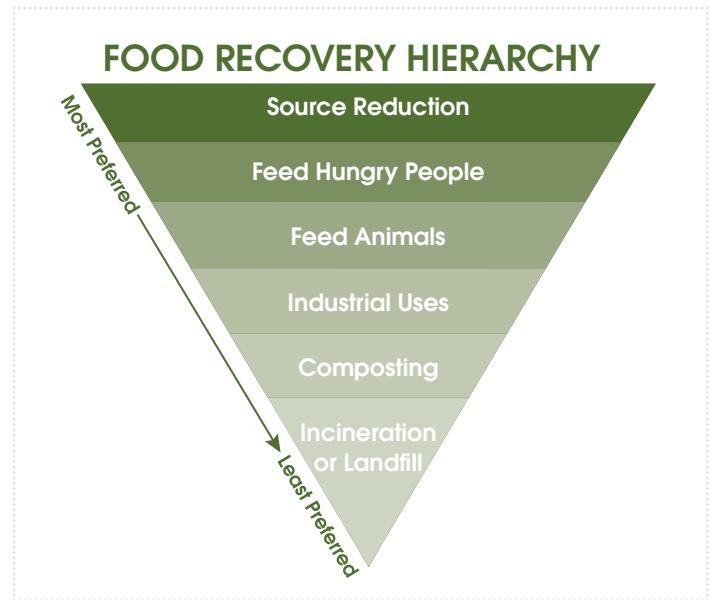 FOOD RECOVERY HIERARCHY
Most Preferred
Source Reduction
Feed Hungry People
Feed Animals
Industrial Uses
Composting
Incineration
or Landfill
Least Preferred